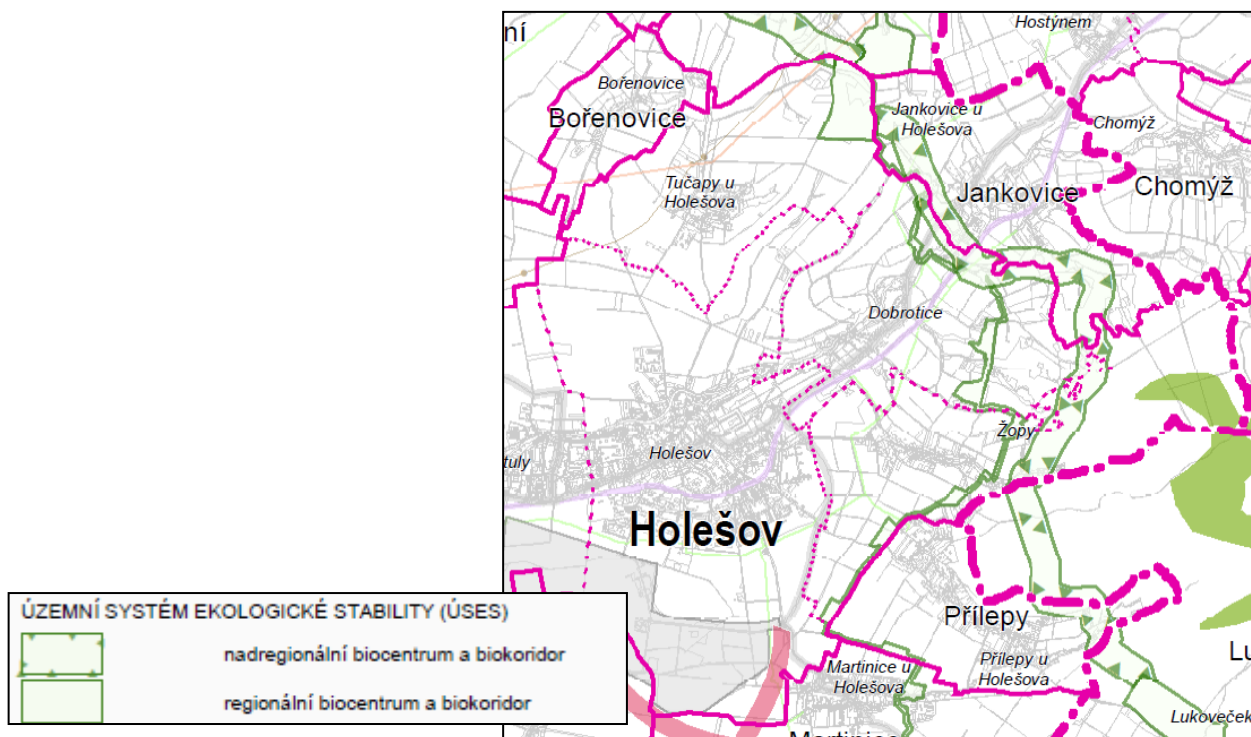 ní
Hostýnem
Bořenovice
Bořenovice
Jankovice u
Holešova
Chomýž
Tučapy u
Holešova
Jankovice
Chomýž
Dobrotice
Žopy
tuly
Holešov
Holešov
ÚZEMNÍ SYSTÉM EKOLOGICKÉ STABILITY (ÚSES)
nadregionální biocentrum a biokoridor
regionální biocentrum a biokoridor
Přílepy
Martinice u
Holešova
Přílepy u
Holešova
Lu
Lukoveček
Martinice